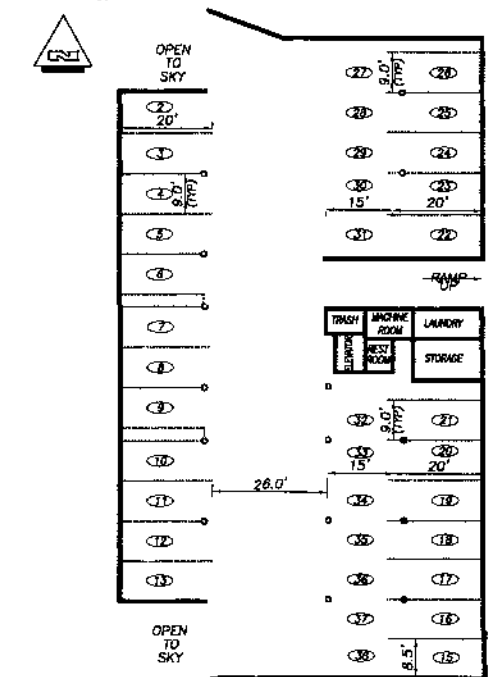 N
OPEN
TO
SKY
2
20'
3
4
9.0'
(TYP)
5
6
7
8
9
10
11
12
13
OPEN
TO
SKY
26.0'
27
9.0'
(TYP)
26
28
25
29
24
30
23
15'
20'
31
22
RAMP
UP
TRASH
MACHINE
ROOM
LAUNDRY
ELEVATOR
REST
ROOM
STORAGE
32
9.0'
(TYP)
21
33
20
15'
20'
34
19
35
18
36
17
37
16
38
8.5'
15